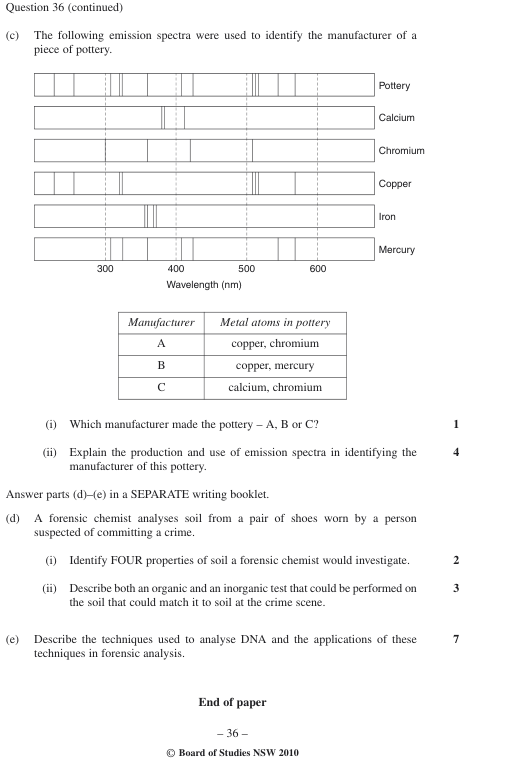 Question 36 (continued)
(c) The following emission spectra were used to identify the manufacturer of a
piece of pottery.
Pottery
Calcium
Chromium
Copper
Iron
Mercury
300 400 500 600
Wavelength (nm)
Manufacturer Metal atoms in pottery
A copper, chromium
B copper, mercury
C calcium, chromium
(i) Which manufacturer made the pottery – A, B or C? 1
(ii) Explain the production and use of emission spectra in identifying the 4
manufacturer of this pottery.
Answer parts (d)–(e) in a SEPARATE writing booklet.
(d) A forensic chemist analyses soil from a pair of shoes worn by a person
suspected of committing a crime.
(i) Identify FOUR properties of soil a forensic chemist would investigate. 2
(ii) Describe both an organic and an inorganic test that could be performed on 3
the soil that could match it to soil at the crime scene.
(e) Describe the techniques used to analyse DNA and the applications of these 7
techniques in forensic analysis.
End of paper
– 36 –
© Board of Studies NSW 2010